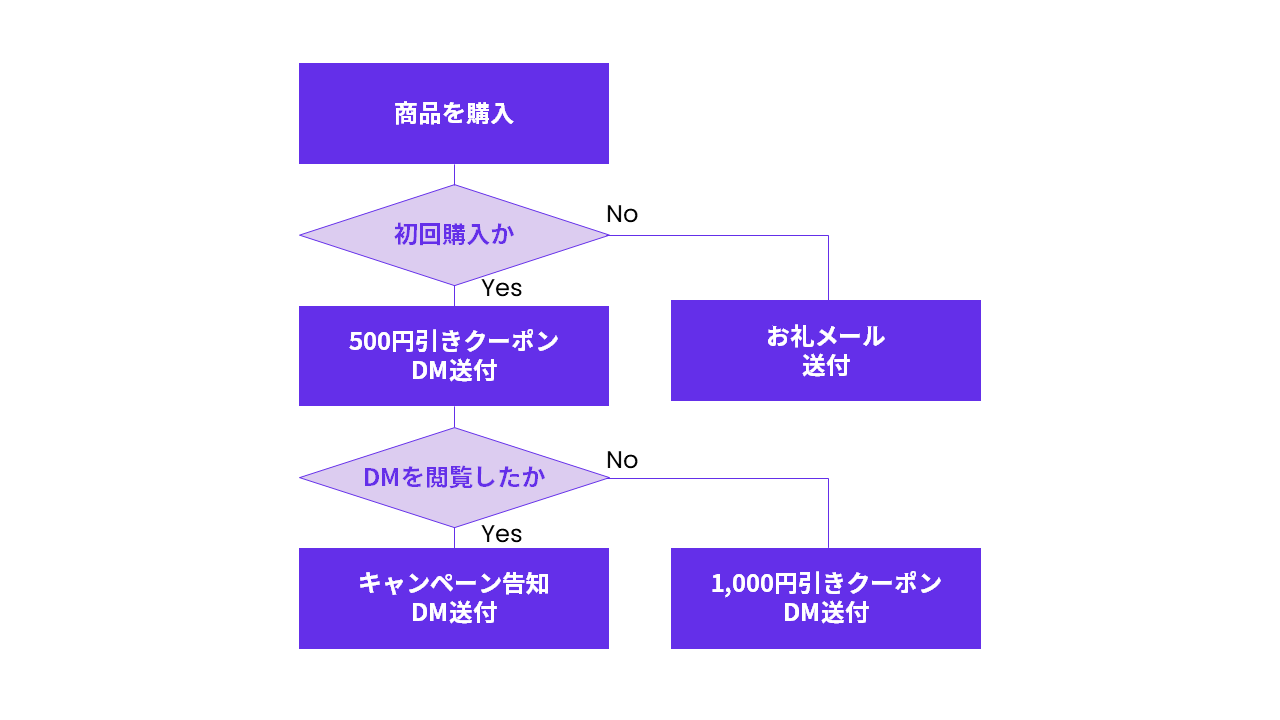 商品を購入
初回購入か
No
Yes
500円引きクーポン
DM送付
お礼メール
送付
DMを閲覧したか
No
Yes
キャンペーン告知
DM送付
1,000円引きクーポン
DM送付